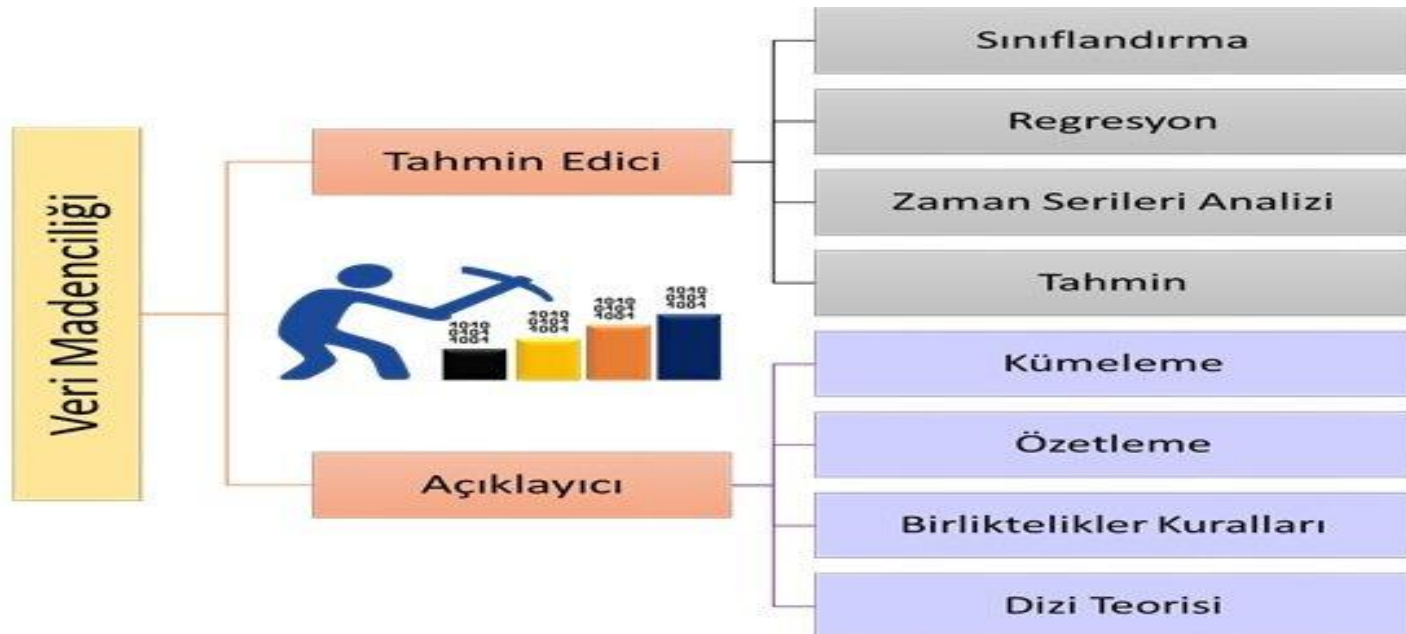 Veri Madenciliği
Tahmin Edici
Sınıflandırma
Regresyon
Zaman Serileri Analizi
Tahmin
Açıklayıcı
Kümeleme
Özetleme
Birliktelikler Kuralları
Dizi Teorisi